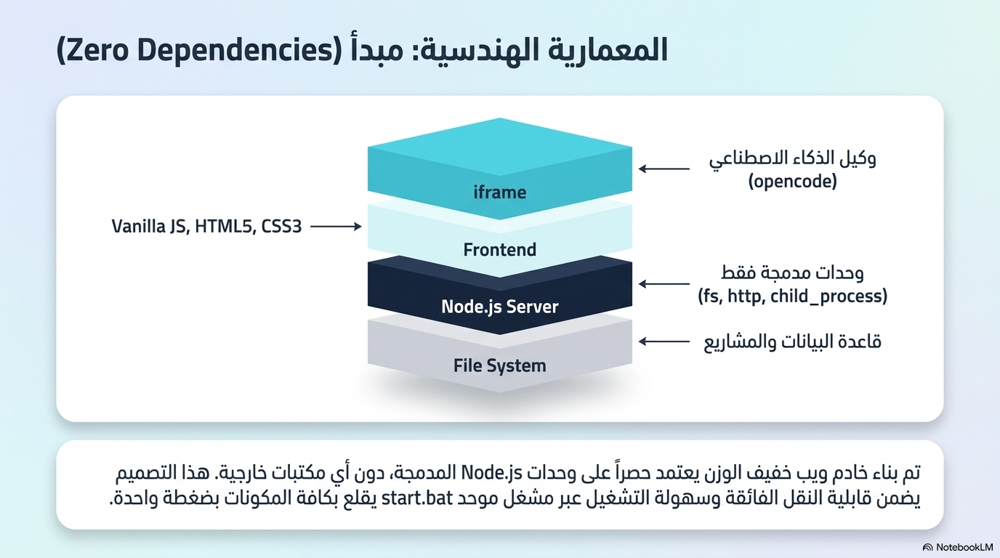 المعمارية الهندسية: مبدأ (Zero Dependencies)
iframe
وكيل الذكاء الاصطناعي
(opencode)
Vanilla JS, HTML5, CSS3
Frontend
Node.js Server
وحدات مدمجة فقط
(fs, http, child_process)
File System
قاعدة البيانات والمشاريع
تم بناء خادم ويب خفيف الوزن يعتمد حصراً على وحدات Node.js المدمجة، دون أي مكتبات خارجية. هذا التصميم
يضمن قابلية النقل الفائقة وسهولة التشغيل عبر مشغل موحد start.bat يقلع بكافة المكونات بضغطة واحدة.
NotebookLM